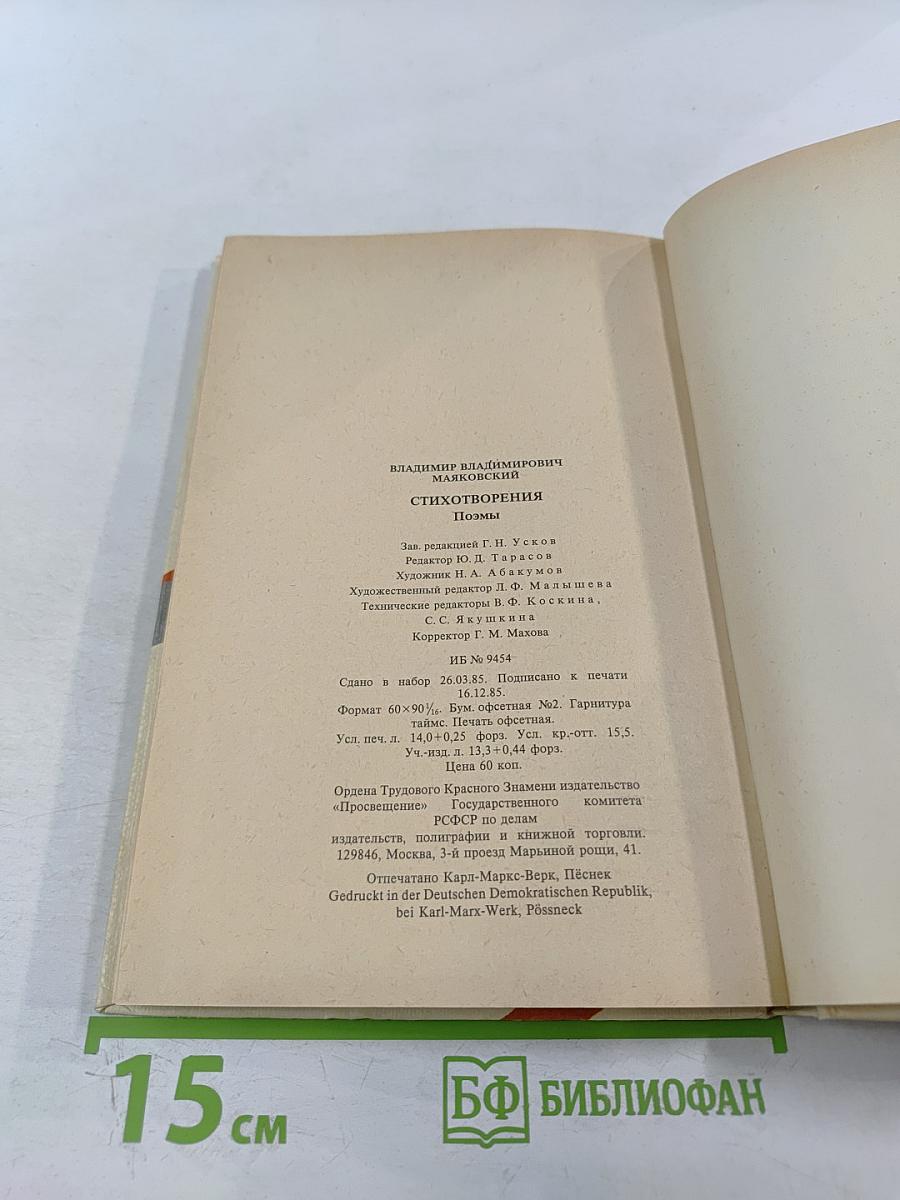 ВЛАДИМИР ВЛАДИМИРОВИЧ
МАЯКОВСКИЙ
СТИХОТВОРЕНИЯ
Поэмы
Зав. редакцией Г. Н. Усков
Редактор Ю. Д. Тарасов
Художник Н. А. Абакумов
Художественный редактор Л. Ф. Малышева
Технические редакторы В. Ф. Коскина,
С. С. Якушкина
Корректор Г. М. Махова
ИБ № 9454
Сдано в набор 26.03.85. Подписано к печати
16.12.85.
Формат 60×90 1/16. Бум. офсетная №2. Гарнитура
таймс. Печать офсетная.
Усл. печ. л. 14,0+0,25 форз. Усл. кр.-отт. 15,5.
Уч.-изд. л. 13,3+0,44 форз.
Цена 60 коп.
Ордена Трудового Красного Знамени издательство
«Просвещение» Государственного комитета
РСФСР по делам
издательств, полиграфии и книжной торговли.
129846, Москва, 3-й проезд Марьиной рощи, 41.
Отпечатано Карл-Маркс-Верк, Пёснек
Gedruckt in der Deutschen Demokratischen Republik,
bei Karl-Marx-Werk, Pössneck
15 см
БФ БИБЛИОФАН